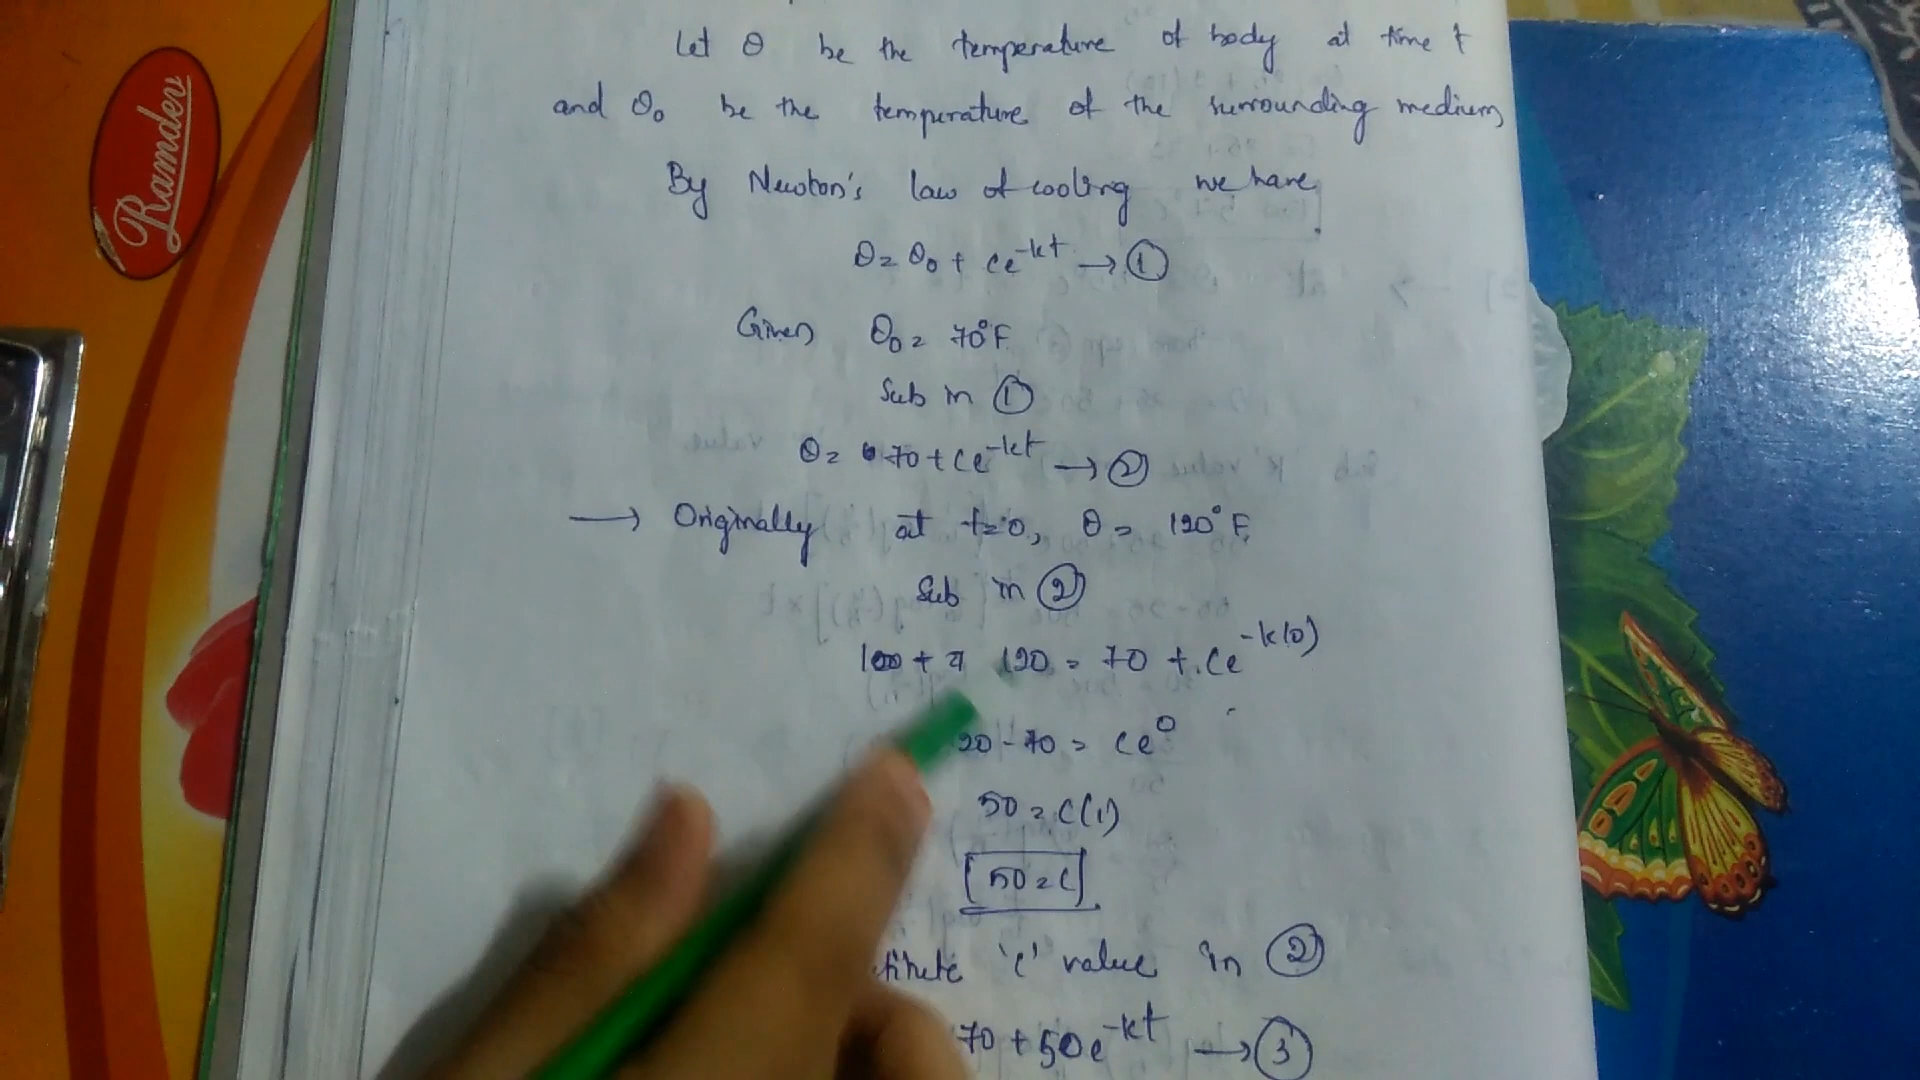 Ramdev
Let θ be the temperature of body at time t
and θ₀ be the temperature of the surrounding medium
By Newton's law of cooling we have
θ = θ₀ + ce^-kt → ①
Given θ₀ = 70°F
Sub in ①
θ = 70 + ce^-kt → ②
→ Originally at t=0, θ = 120°F
Sub in ②
120 = 70 + ce^-k(0)
20 - 70 = ce^0
50 = c(1)
50 = c
'c' value in ②
70 + 50e^-kt → ③